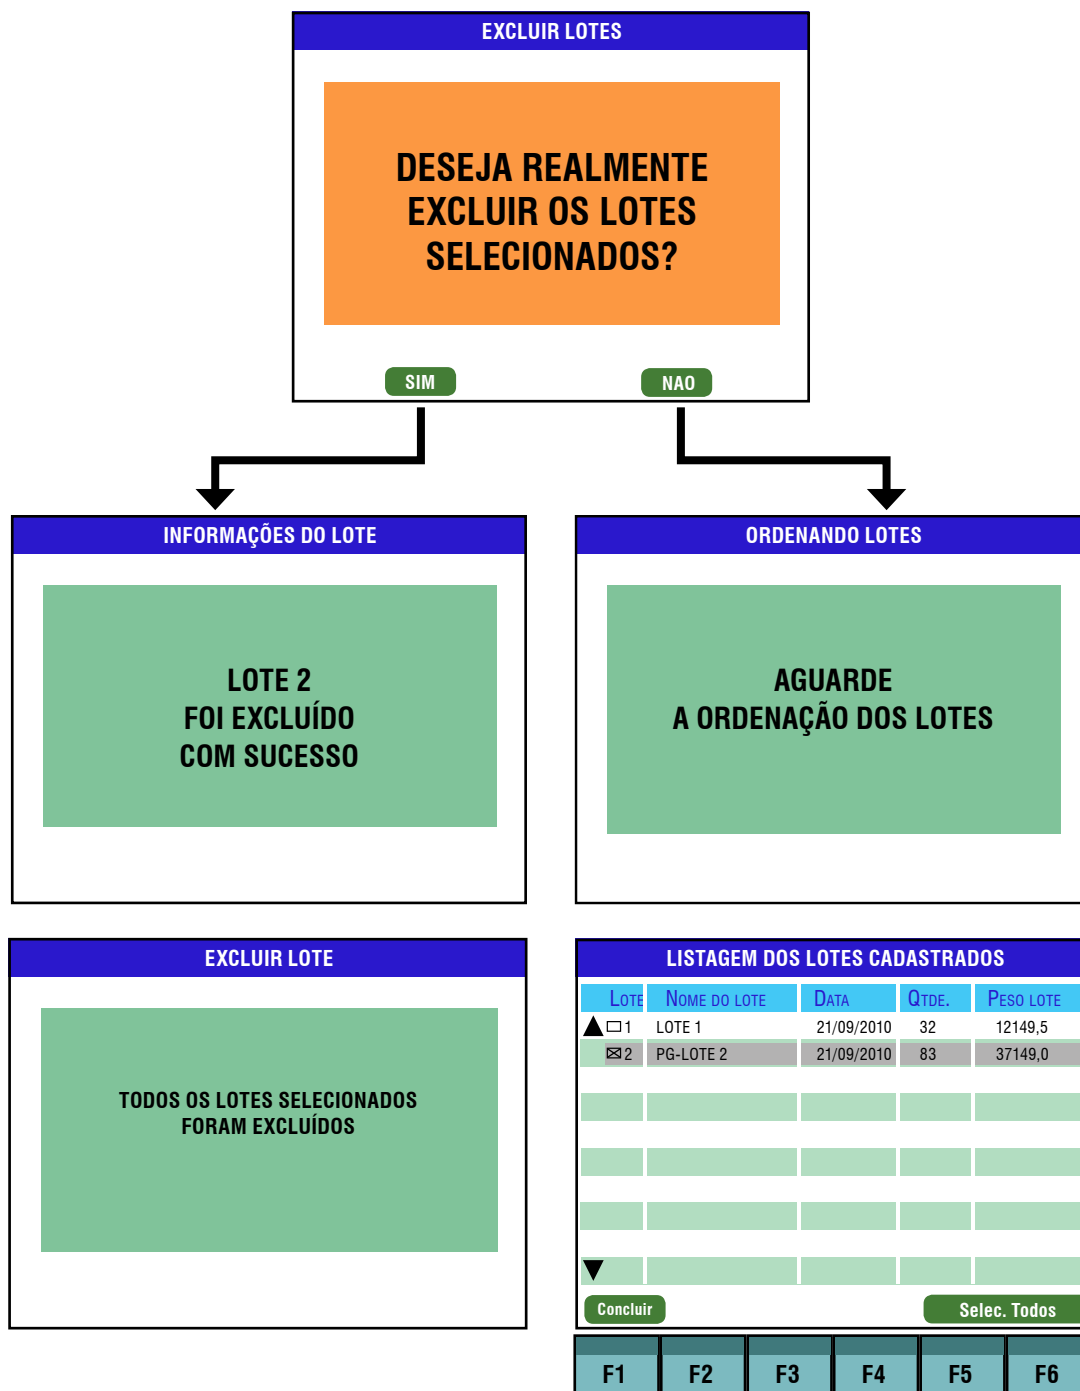 EXCLUIR LOTES
DESEJA REALMENTE
EXCLUIR OS LOTES
SELECIONADOS?
SIM NAO
INFORMAÇÕES DO LOTE
LOTE 2
FOI EXCLUÍDO
COM SUCESSO
ORDENANDO LOTES
AGUARDE
A ORDENAÇÃO DOS LOTES
EXCLUIR LOTE
TODOS OS LOTES SELECIONADOS
FORAM EXCLUÍDOS
LISTAGEM DOS LOTES CADASTRADOS
LOTE NOME DO LOTE DATA QTDE. PESO LOTE
1 LOTE 1 21/09/2010 32 12149,5
2 PG-LOTE 2 21/09/2010 83 37149,0
Concluir Selec. Todos
F1 F2 F3 F4 F5 F6